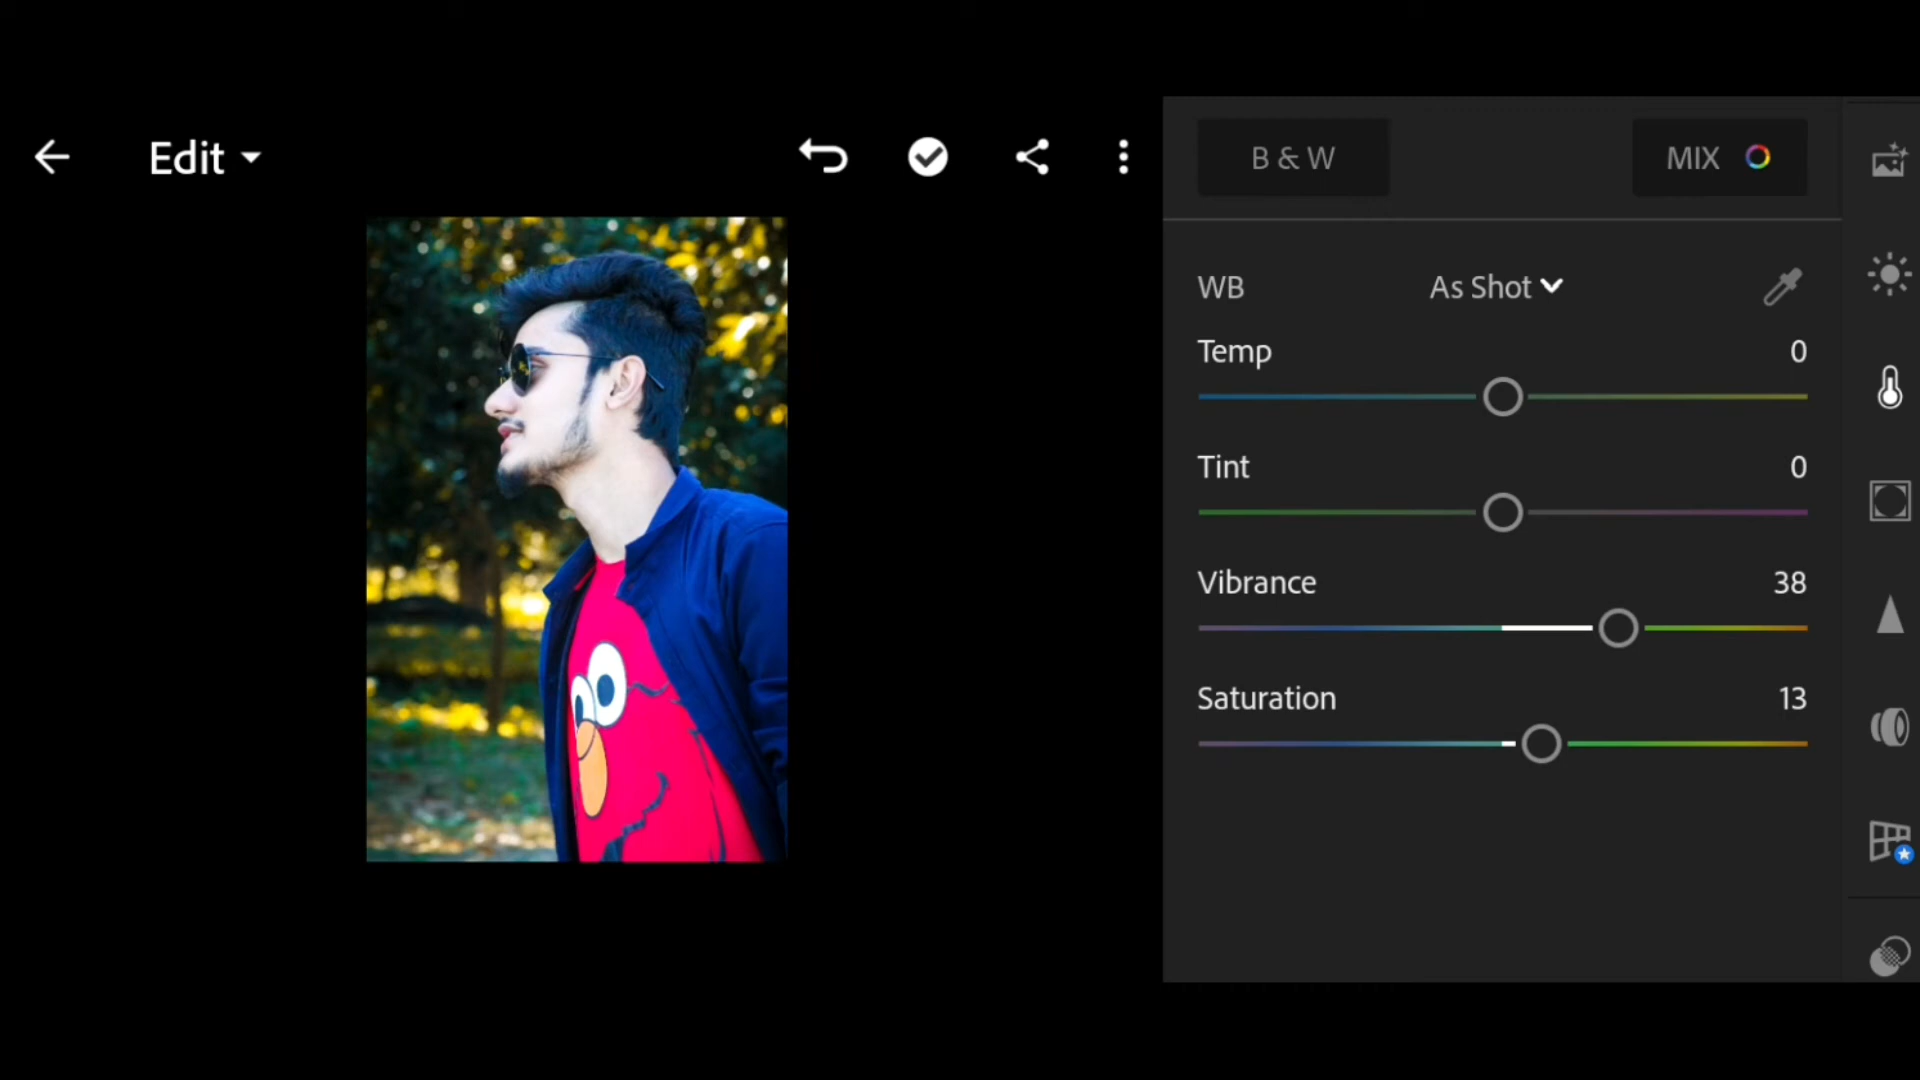 Edit
B & W
MIX
WB
As Shot
Temp
0
Tint
0
Vibrance
38
Saturation
13